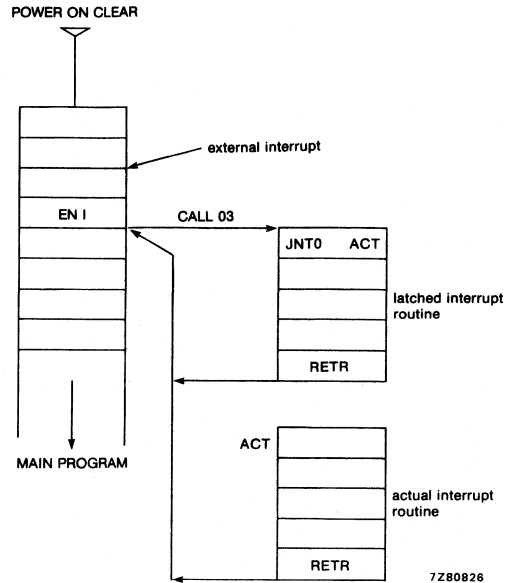 POWER ON CLEAR
external interrupt
EN I
CALL 03
JNT0 ACT
latched interrupt
routine
RETR
MAIN PROGRAM
ACT
actual interrupt
routine
RETR
7Z80826